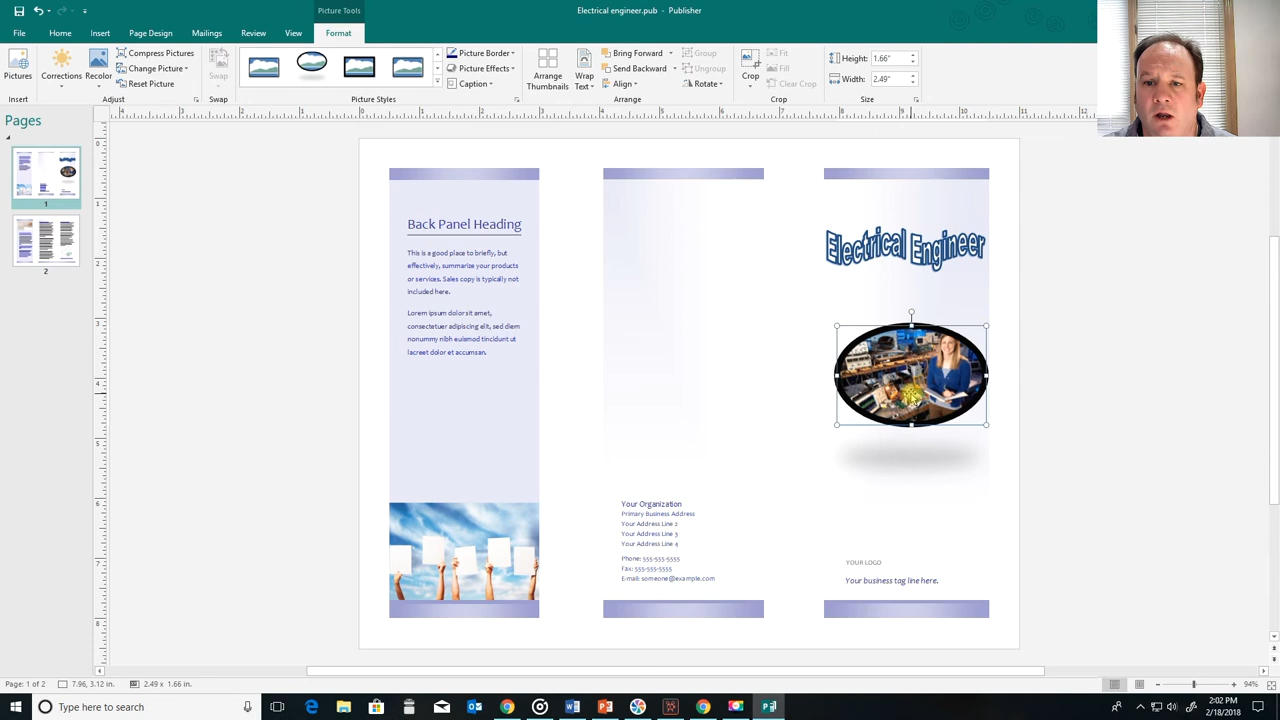 Picture Tools
Electrical engineer.pub - Publisher
File
Home
Insert
Page Design
Mailings
Review
View
Format
Pictures
Corrections
Recolor
Compress Pictures
Change Picture
Reset Picture
Swap
Picture Border
Picture Effects
Caption
Arrange
Thumbnails
Wrap
Text
Bring Forward
Send Backward
Align
Group
Ungroup
Rotate
Crop
Fit
Fill
Clear Crop
Height: 1.66"
Width: 2.49"
Insert
Adjust
Swap
Picture Styles
Arrange
Crop
Size
Pages
1
2
Back Panel Heading
This is a good place to briefly, but
effectively, summarize your products
or services. Sales copy is typically not
included here.
Lorem ipsum dolor sit amet,
consectetuer adipiscing elit, sed diem
nonummy nibh euismod tincidunt ut
lacreet dolor et accumsan.
Your Organization
Primary Business Address
Your Address Line 2
Your Address Line 3
Your Address Line 4
Phone: 555-555-5555
Fax: 555-555-5555
E-mail: someone@example.com
Electrical Engineer
YOUR LOGO
Your business tag line here.
Page: 1 of 2
7.96, 3.12 in.
2.49 x 1.66 in.
94%
Type here to search
2:02 PM
2/18/2018